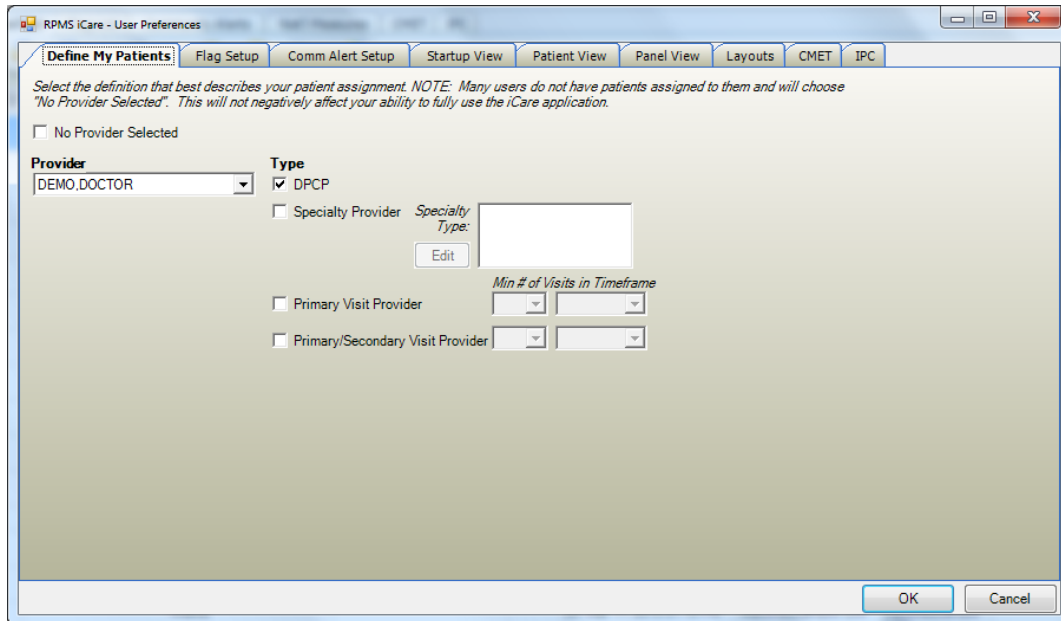 RPMS iCare - User Preferences
Define My Patients Flag Setup Comm Alert Setup Startup View Patient View Panel View Layouts CMET IPC
Select the definition that best describes your patient assignment. NOTE: Many users do not have patients assigned to them and will choose
"No Provider Selected". This will not negatively affect your ability to fully use the iCare application.
No Provider Selected
Provider Type
DEMO,DOCTOR DPCP
Specialty Provider Specialty
Type:
Edit
Min # of Visits in Timeframe
Primary Visit Provider
Primary/Secondary Visit Provider
OK Cancel